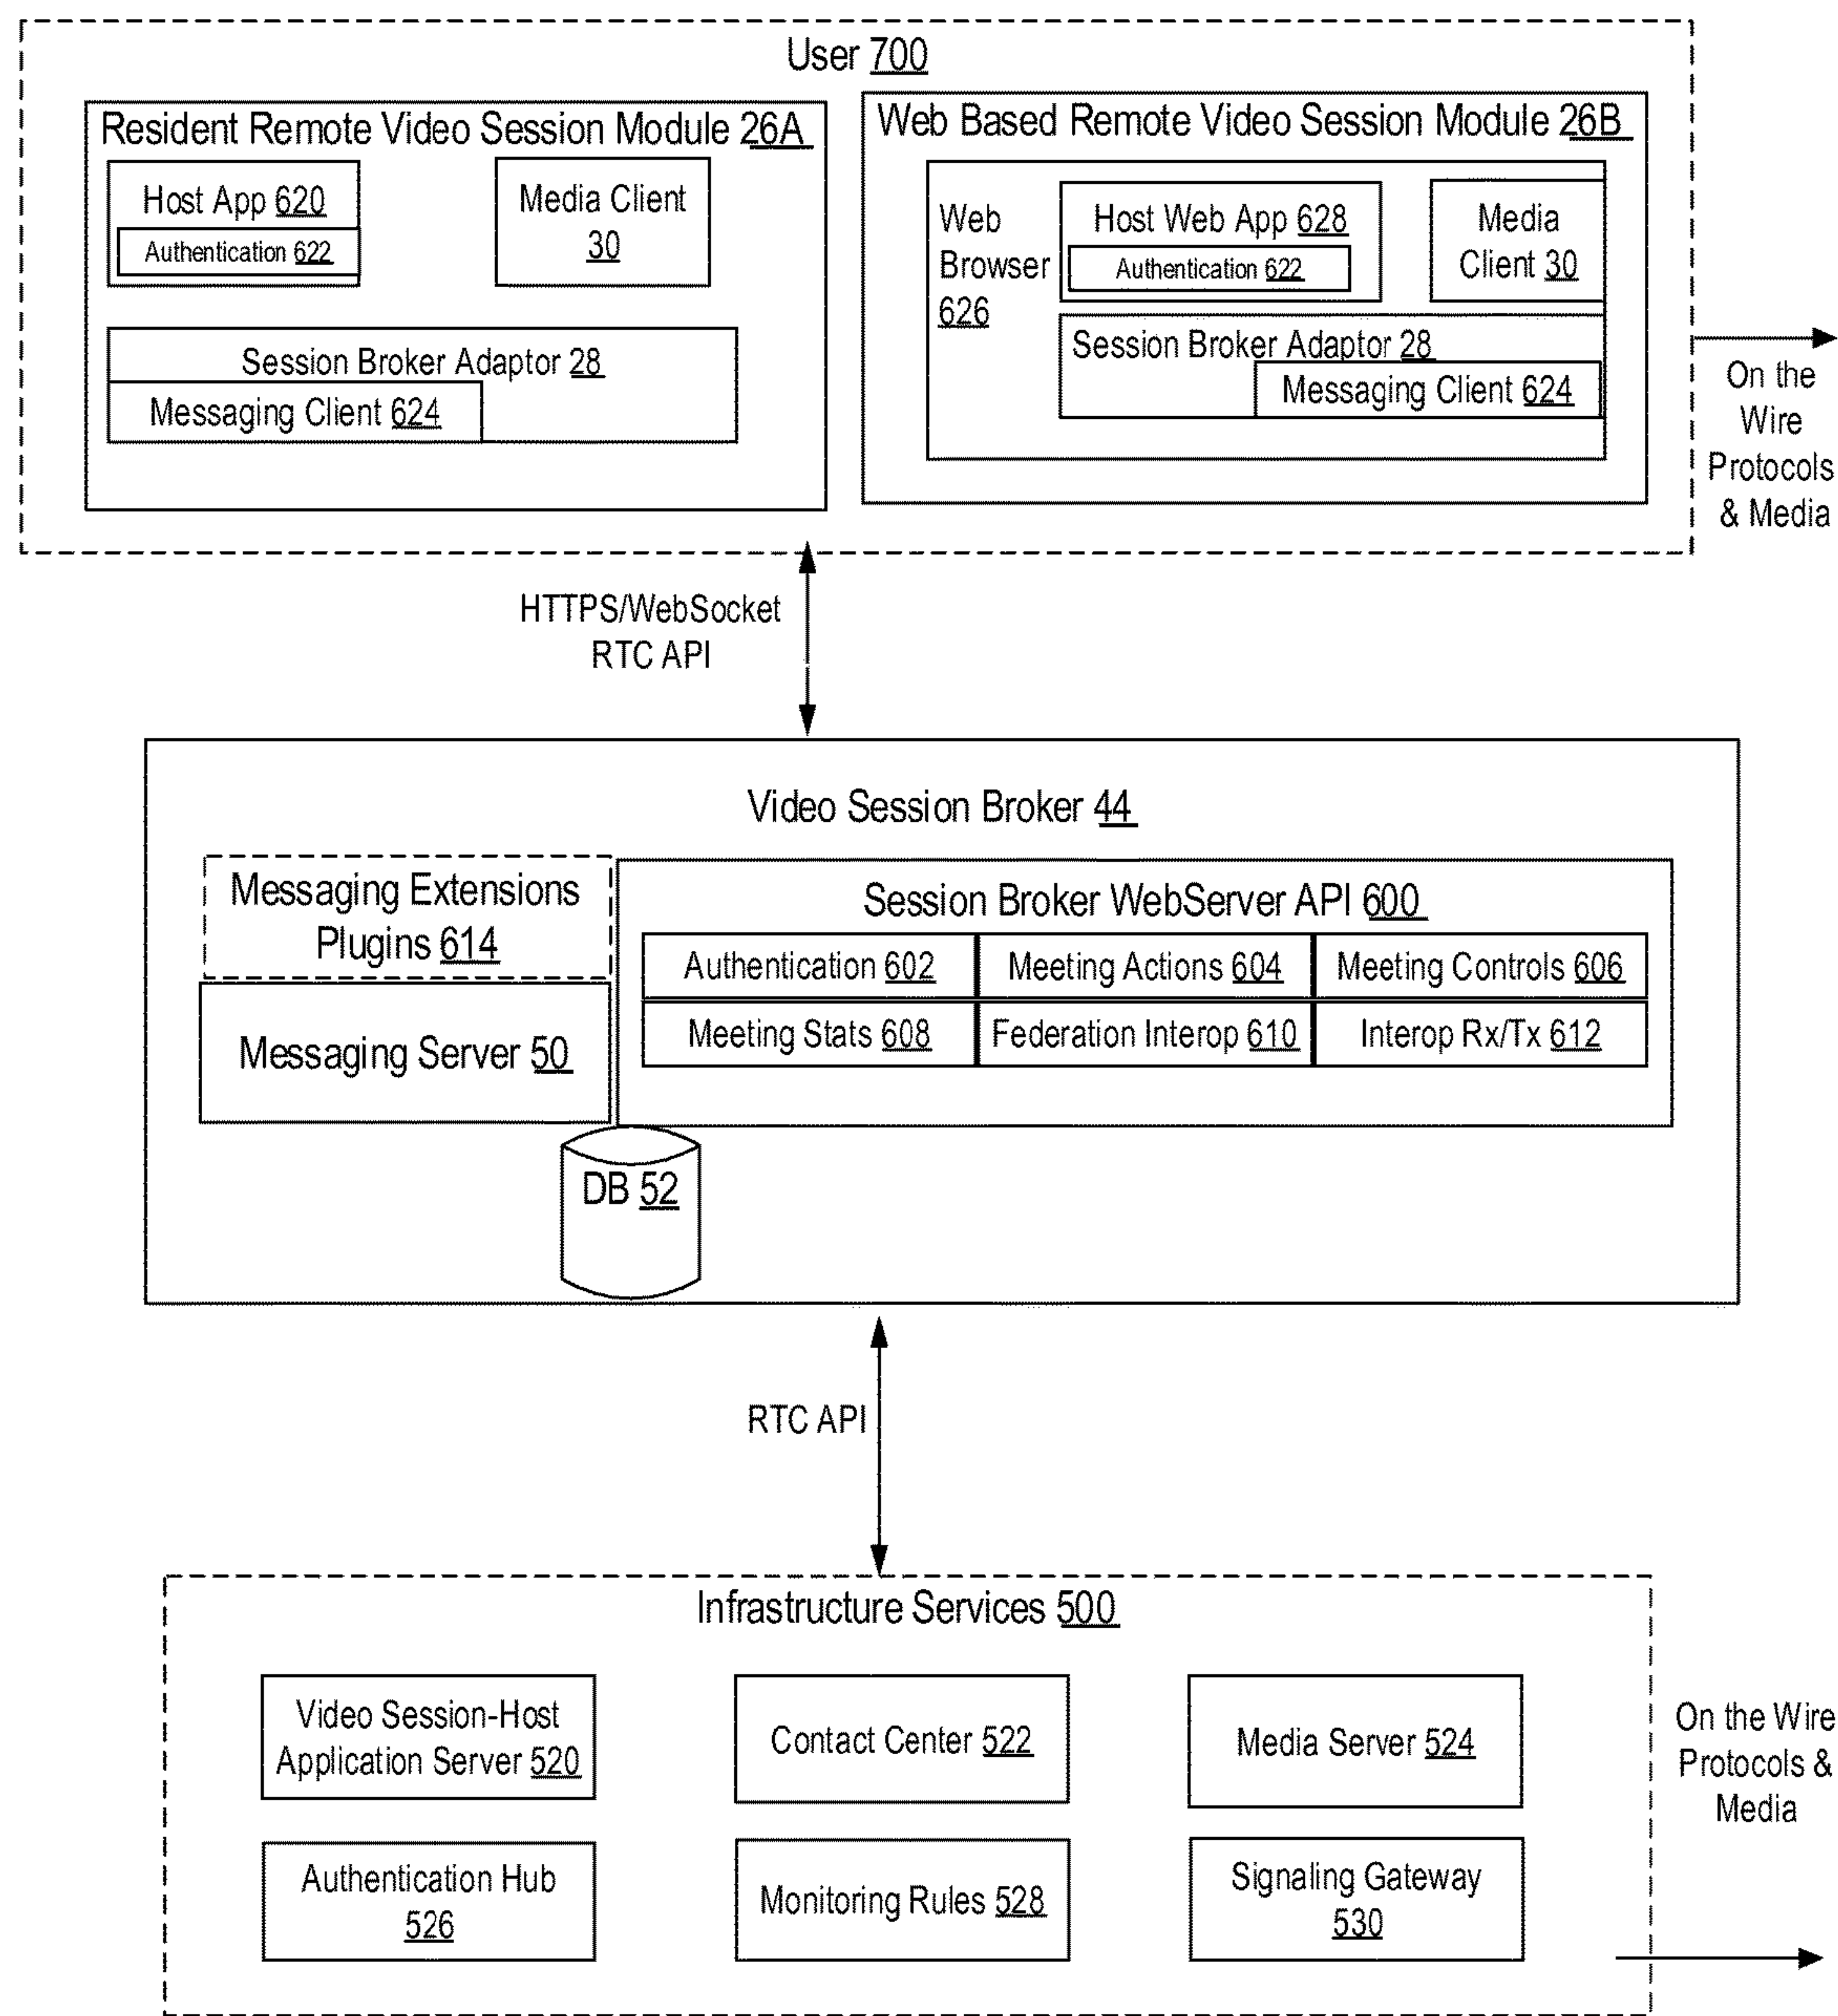 User 700
Resident Remote Video Session Module 26A
Host App 620
Authentication 622
Media Client
30
Session Broker Adaptor 28
Messaging Client 624
Web Based Remote Video Session Module 26B
Web
Browser
626
Host Web App 628
Authentication 622
Media
Client 30
Session Broker Adaptor 28
Messaging Client 624
On the
Wire
Protocols
& Media
HTTPS/WebSocket
RTC API
Video Session Broker 44
Messaging Extensions
Plugins 614
Messaging Server 50
Session Broker WebServer API 600
Authentication 602
Meeting Actions 604
Meeting Controls 606
Meeting Stats 608
Federation Interop 610
Interop Rx/Tx 612
DB 52
RTC API
Infrastructure Services 500
Video Session-Host
Application Server 520
Contact Center 522
Media Server 524
Authentication Hub
526
Monitoring Rules 528
Signaling Gateway
530
On the Wire
Protocols &
Media